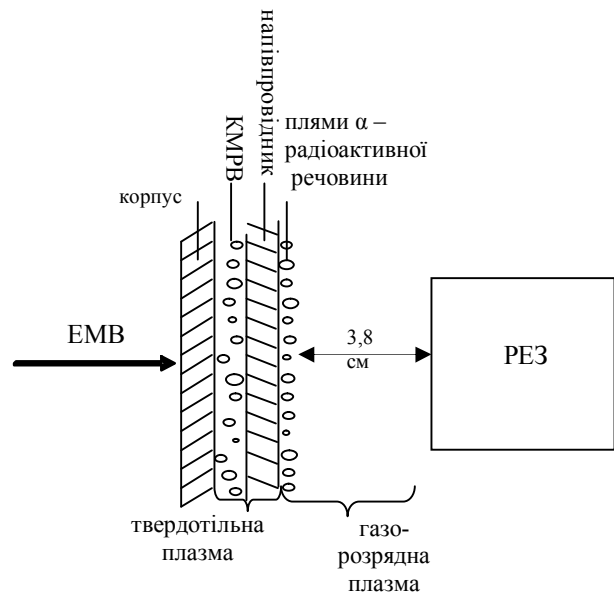 напівпровідник
КМРВ
плями α –
радіоактивної
речовини
корпус
ЕМВ
3,8
см
РЕЗ
твердотільна
плазма
газо-
розрядна
плазма